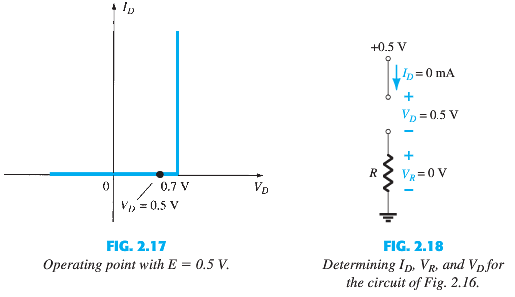 I_D
0
0.7 V
V_D
V_D = 0.5 V
FIG. 2.17
Operating point with E = 0.5 V.
+0.5 V
I_D = 0 mA
+
V_D = 0.5 V
−
+
R
V_R = 0 V
−
FIG. 2.18
Determining I_D, V_R, and V_D for
the circuit of Fig. 2.16.